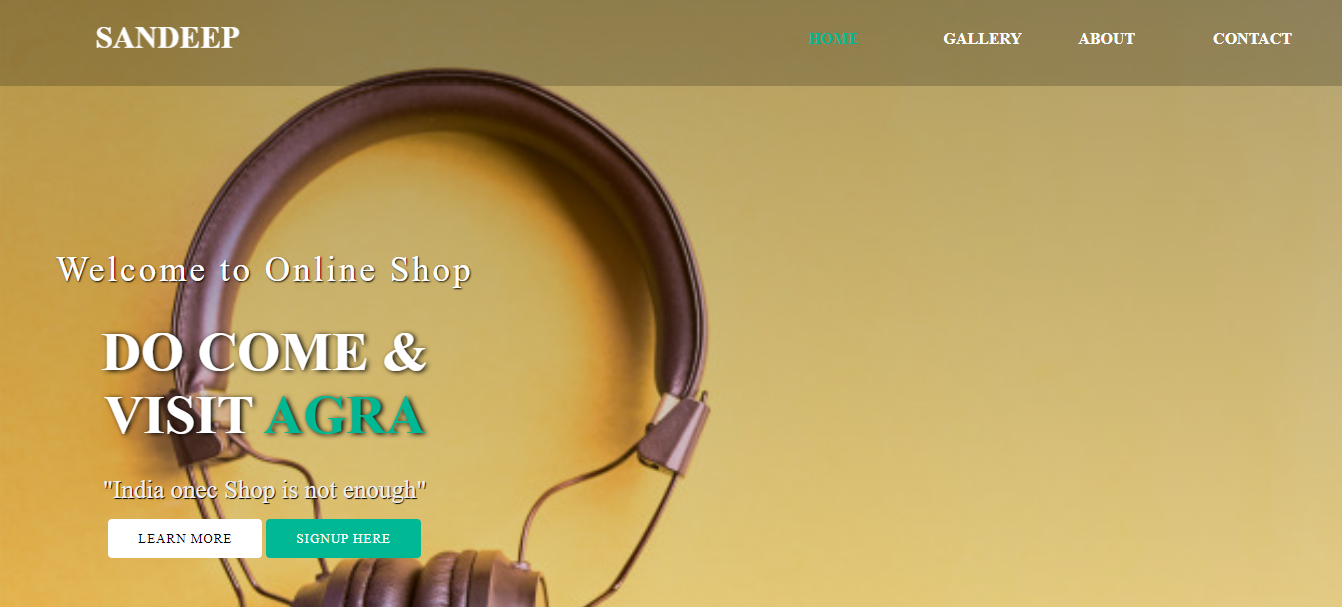 SANDEEP
HOME GALLERY ABOUT CONTACT
Welcome to Online Shop
DO COME &
VISIT AGRA
"India onec Shop is not enough"
LEARN MORE SIGNUP HERE